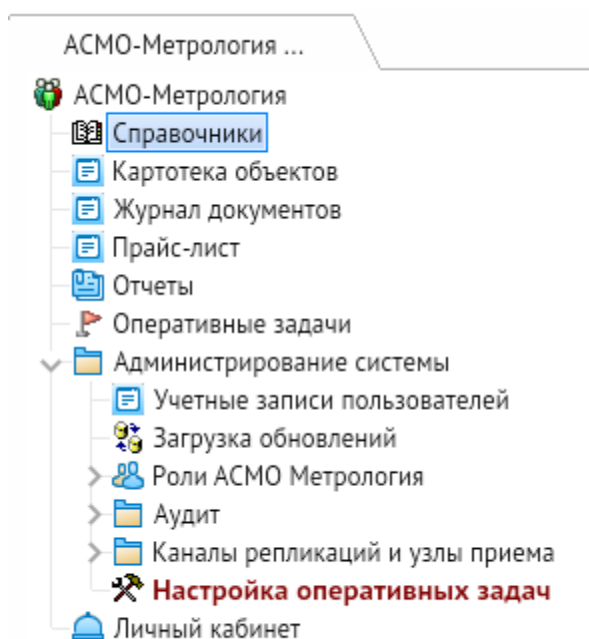 АСМО-Метрология ...
АСМО-Метрология
Справочники
Картотека объектов
Журнал документов
Прайс-лист
Отчеты
Оперативные задачи
Администрирование системы
Учетные записи пользователей
Загрузка обновлений
Роли АСМО Метрология
Аудит
Каналы репликаций и узлы приема
Настройка оперативных задач
Личный кабинет